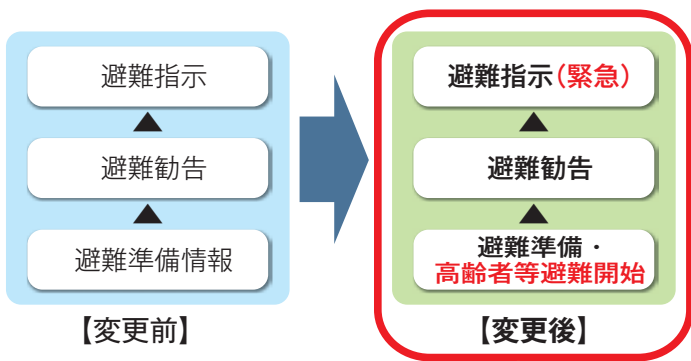 避難指示
避難勧告
避難準備情報
【変更前】
避難指示(緊急)
避難勧告
避難準備・
高齢者等避難開始
【変更後】